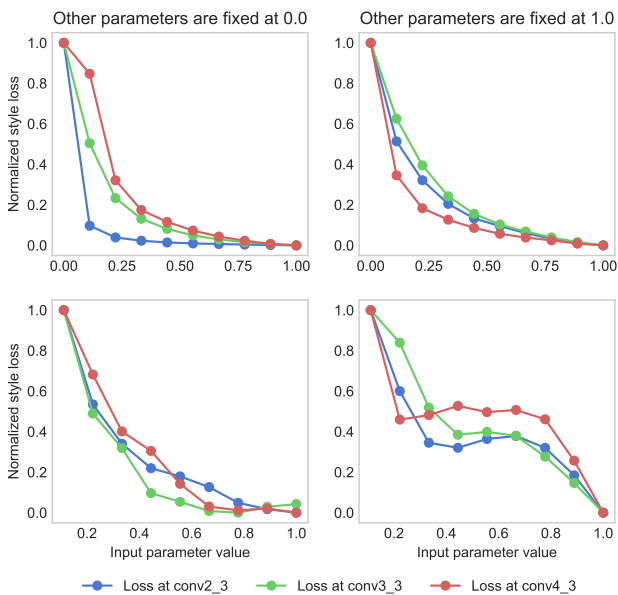 Other parameters are fixed at 0.0
Other parameters are fixed at 1.0
Normalized style loss
1.0
0.8
0.6
0.4
0.2
0.0
0.00 0.25 0.50 0.75 1.00
1.0
0.8
0.6
0.4
0.2
0.0
0.00 0.25 0.50 0.75 1.00
Normalized style loss
1.0
0.8
0.6
0.4
0.2
0.0
0.2 0.4 0.6 0.8 1.0
Input parameter value
1.0
0.8
0.6
0.4
0.2
0.0
0.2 0.4 0.6 0.8 1.0
Input parameter value
Loss at conv2_3 Loss at conv3_3 Loss at conv4_3